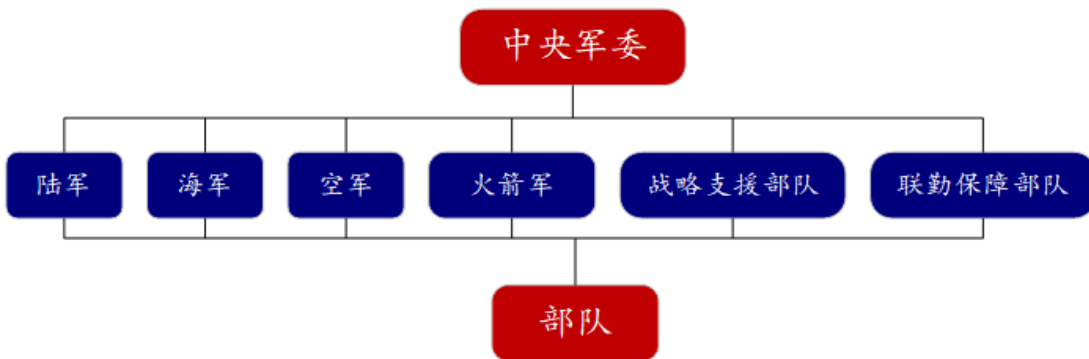 中央军委
陆军
海军
空军
火箭军
战略支援部队
联勤保障部队
部队